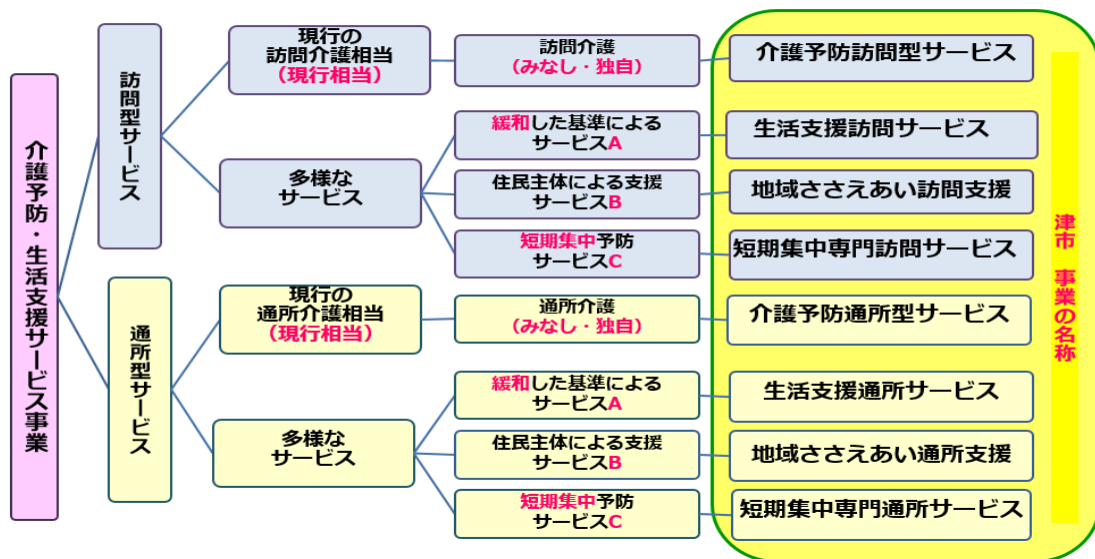 介護予防・生活支援サービス事業
訪問型サービス
現行の
訪問介護相当
（現行相当）
訪問介護
（みなし・独自）
介護予防訪問型サービス
多様な
サービス
緩和した基準による
サービスA
生活支援訪問サービス
住民主体による支援
サービスB
地域ささえあい訪問支援
短期集中予防
サービスC
短期集中専門訪問サービス
通所型サービス
現行の
通所介護相当
（現行相当）
通所介護
（みなし・独自）
介護予防通所型サービス
多様な
サービス
緩和した基準による
サービスA
生活支援通所サービス
住民主体による支援
サービスB
地域ささえあい通所支援
短期集中予防
サービスC
短期集中専門通所サービス
津市　事業の名称